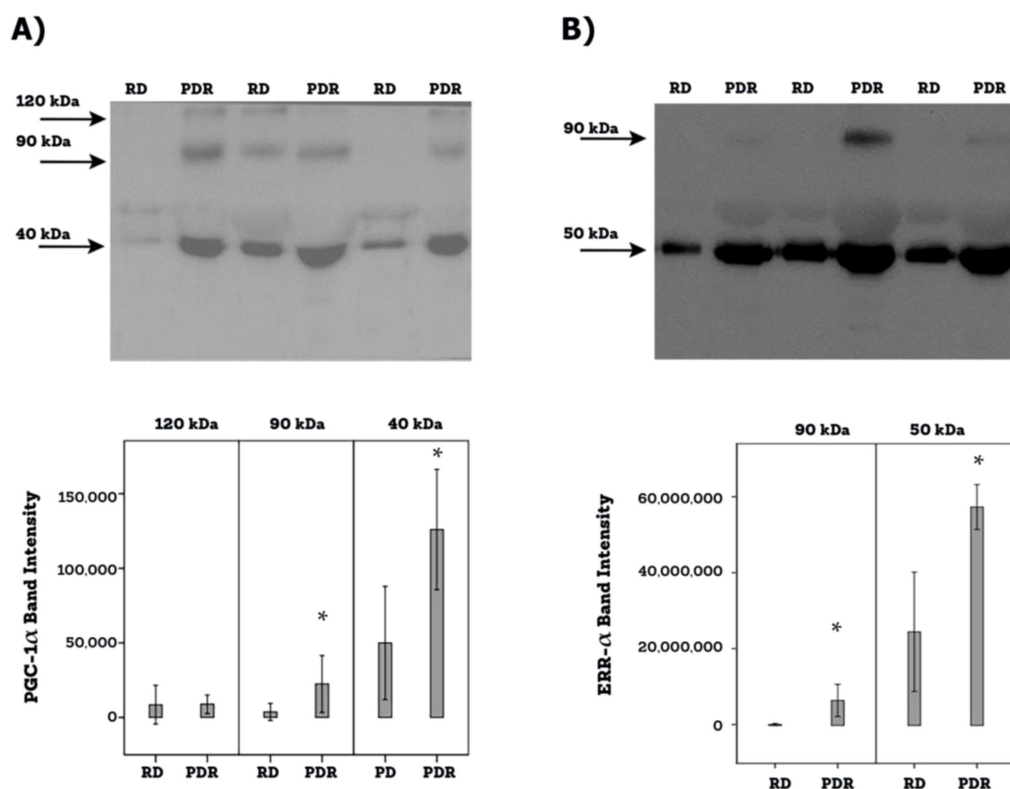 A)
B)
RD PDR RD PDR RD PDR
120 kDa
90 kDa
40 kDa
RD PDR RD PDR RD PDR
90 kDa
50 kDa
120 kDa 90 kDa 40 kDa
PGC-1α Band Intensity
150,000
100,000
50,000
0
* *
RD PDR RD PDR PD PDR
90 kDa 50 kDa
ERR-α Band Intensity
60,000,000
40,000,000
20,000,000
0
* *
RD PDR RD PDR